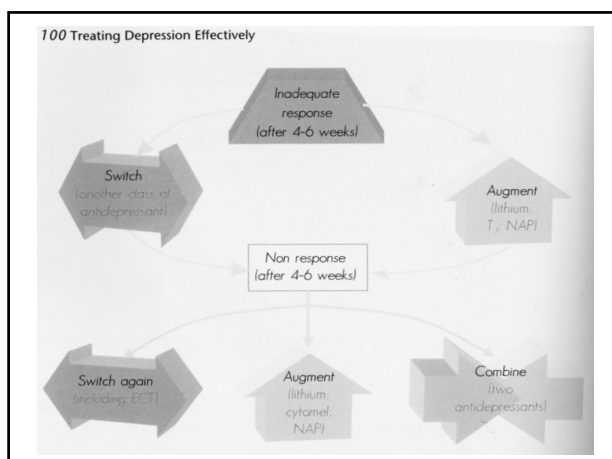 100 Treating Depression Effectively
Inadequate
response
(after 4-6 weeks)
Switch
(another class of
antidepressant)
Augment
(lithium;
T₃, NAP)
Non response
(after 4-6 weeks)
Switch again
(including ECT)
Augment
(lithium;
cytomel;
NAP)
Combine
(two
antidepressants)